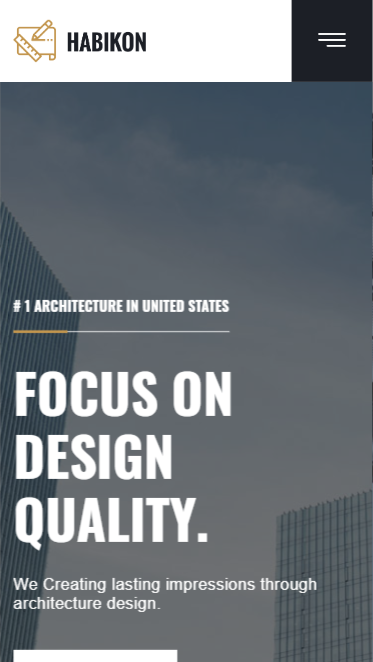 HABIKON
# 1 ARCHITECTURE IN UNITED STATES
FOCUS ON
DESIGN
QUALITY.
We Creating lasting impressions through
architecture design.